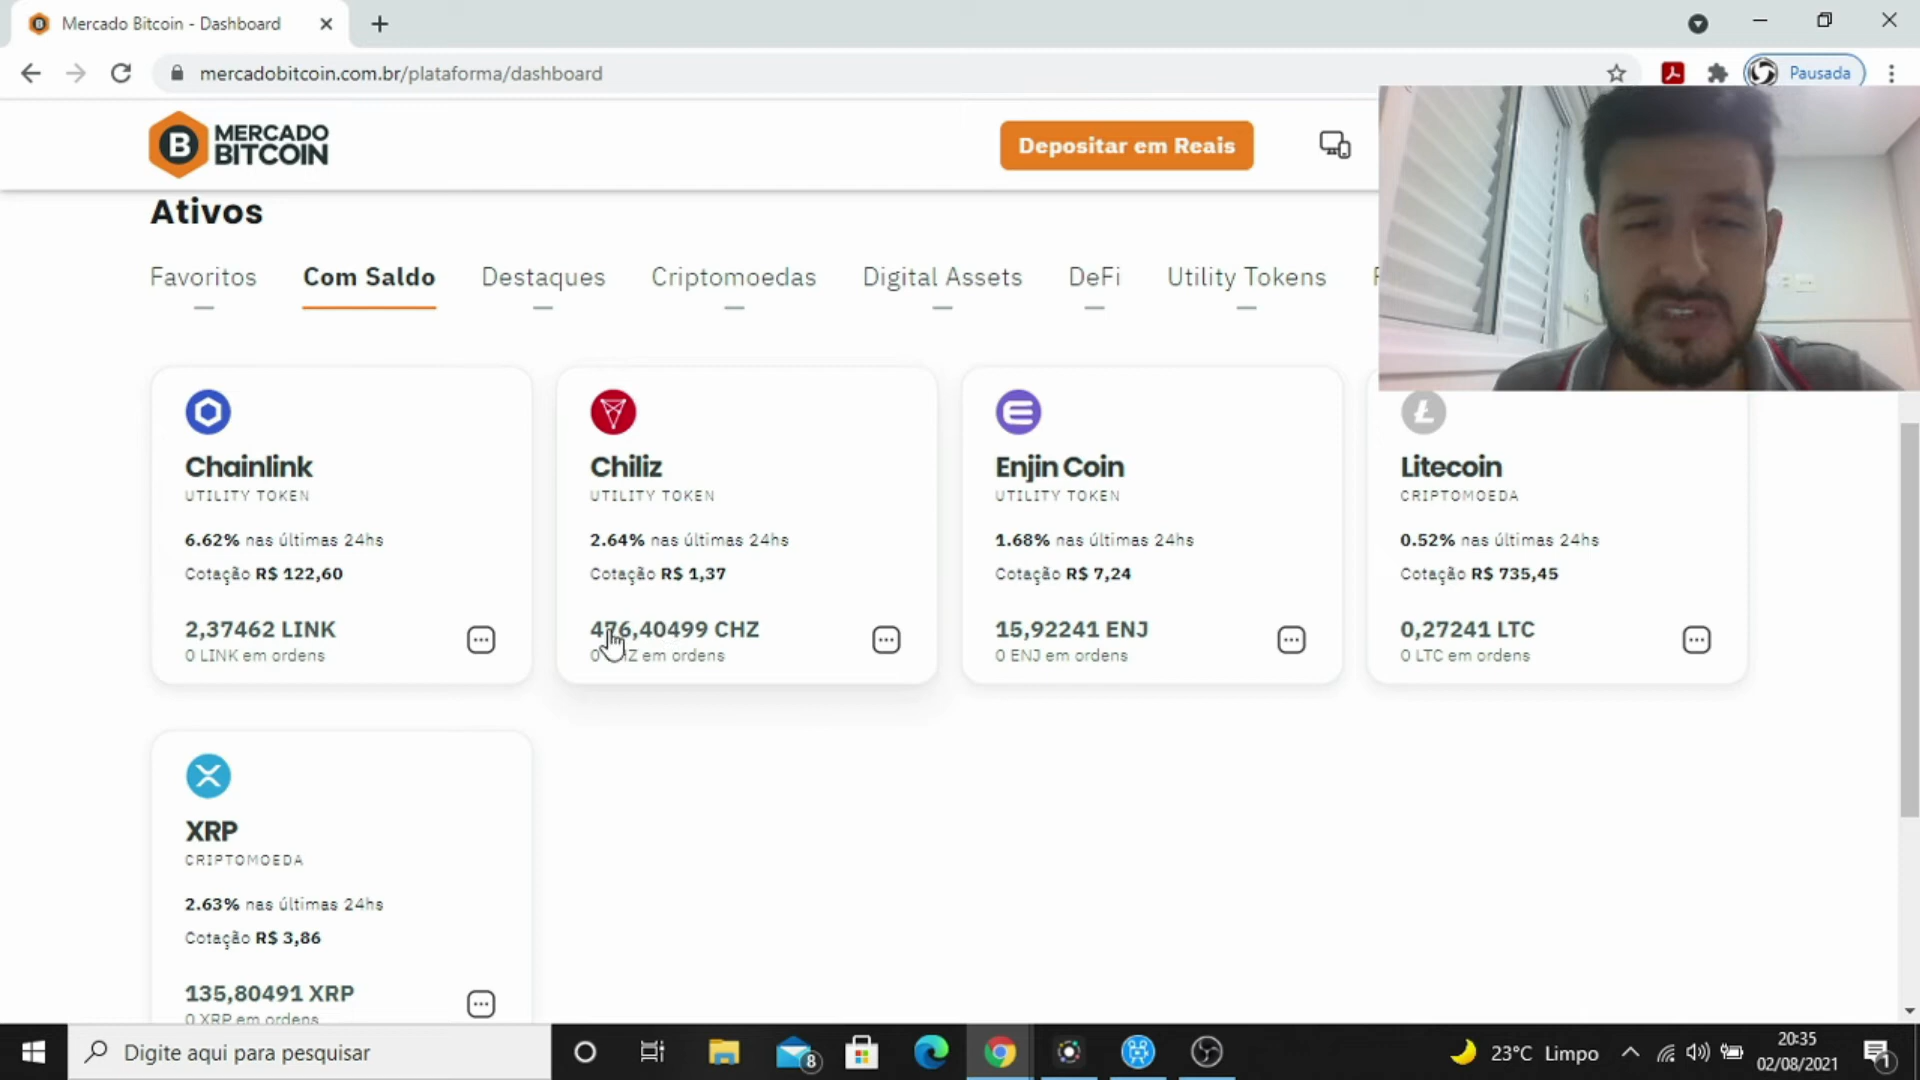 Mercado Bitcoin - Dashboard
mercadobitcoin.com.br/plataforma/dashboard
Pausada
B
MERCADO
BITCOIN
Depositar em Reais
Ativos
Favoritos
Com Saldo
Destaques
Criptomoedas
Digital Assets
DeFi
Utility Tokens
Chainlink
UTILITY TOKEN
6.62% nas últimas 24hs
Cotação R$ 122,60
2,37462 LINK
0 LINK em ordens
Chiliz
UTILITY TOKEN
2.64% nas últimas 24hs
Cotação R$ 1,37
476,40499 CHZ
em ordens
Enjin Coin
UTILITY TOKEN
1.68% nas últimas 24hs
Cotação R$ 7,24
15,92241 ENJ
0 ENJ em ordens
Litecoin
CRIPTOMOEDA
0.52% nas últimas 24hs
Cotação R$ 735,45
0,27241 LTC
0 LTC em ordens
XRP
CRIPTOMOEDA
2.63% nas últimas 24hs
Cotação R$ 3,86
135,80491 XRP
0 XRP em ordens
Digite aqui para pesquisar
8
23°C Limpo
20:35
02/08/2021
1